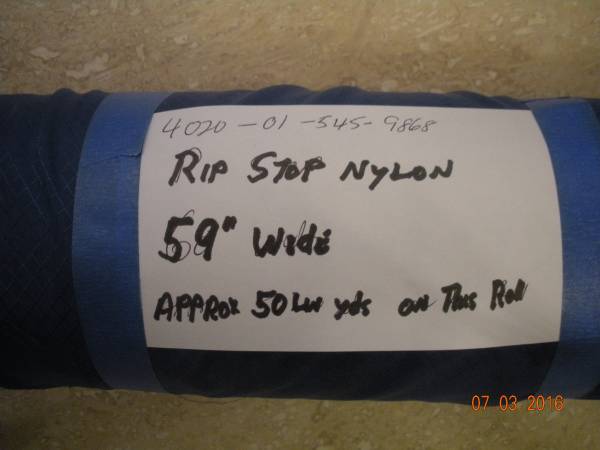 4020-01-545-9868
RIP STOP NYLON
59" Wide
APPROX 50 LN yds on This Roll
07 03 2016